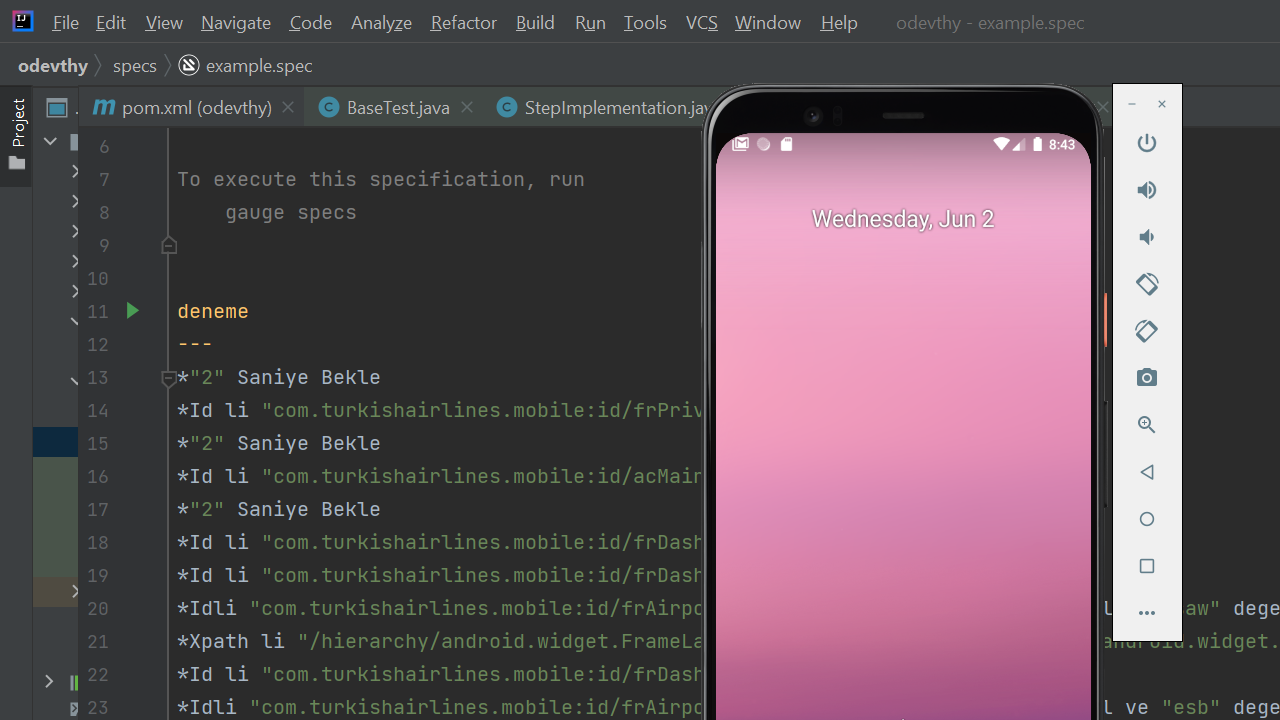 File Edit View Navigate Code Analyze Refactor Build Run Tools VCS Window Help odevthy - example.spec
odevthy specs example.spec
Project
pom.xml (odevthy) BaseTest.java StepImplementation.jav
8:43
Wednesday, Jun 2
6
7 To execute this specification, run
8 gauge specs
9
10
11 deneme
12 ---
13 *"2" Saniye Bekle
14 *Id li "com.turkishairlines.mobile:id/frPriv
15 *"2" Saniye Bekle
16 *Id li "com.turkishairlines.mobile:id/acMain
17 *"2" Saniye Bekle
18 *Id li "com.turkishairlines.mobile:id/frDash
19 *Id li "com.turkishairlines.mobile:id/frDash
20 *Idli "com.turkishairlines.mobile:id/frAirpo aw" dege
21 *Xpath li "/hierarchy/android.widget.FrameLa android.widget.
22 *Id li "com.turkishairlines.mobile:id/frDash
23 *Idli "com.turkishairlines.mobile:id/frAirpo l ve "esb" dege